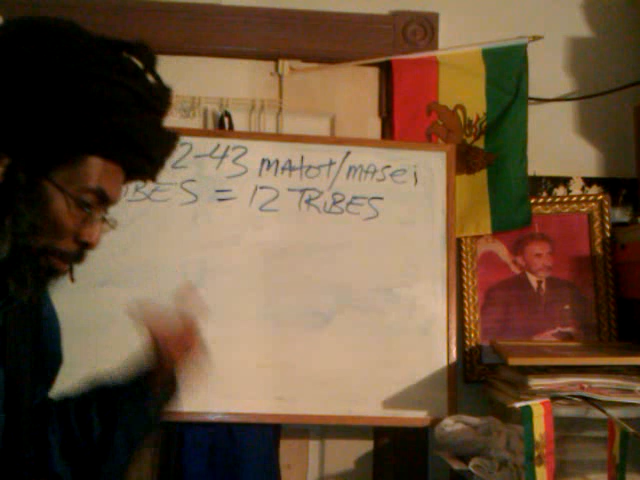 2-43 MATOT/MASEI
BES = 12 TRIBES